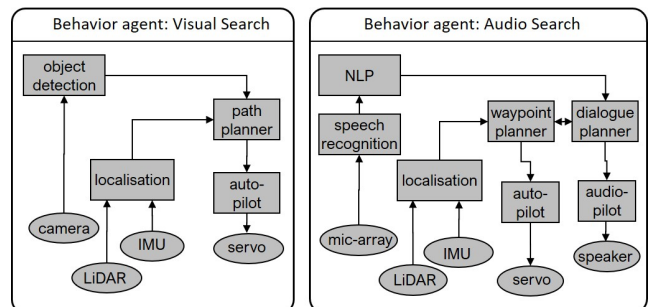 Behavior agent: Visual Search
object
detection
path
planner
localisation
auto-
pilot
camera
IMU
servo
LiDAR
Behavior agent: Audio Search
NLP
speech
recognition
waypoint
planner
dialogue
planner
localisation
auto-
pilot
audio-
pilot
mic-array
IMU
speaker
LiDAR
servo